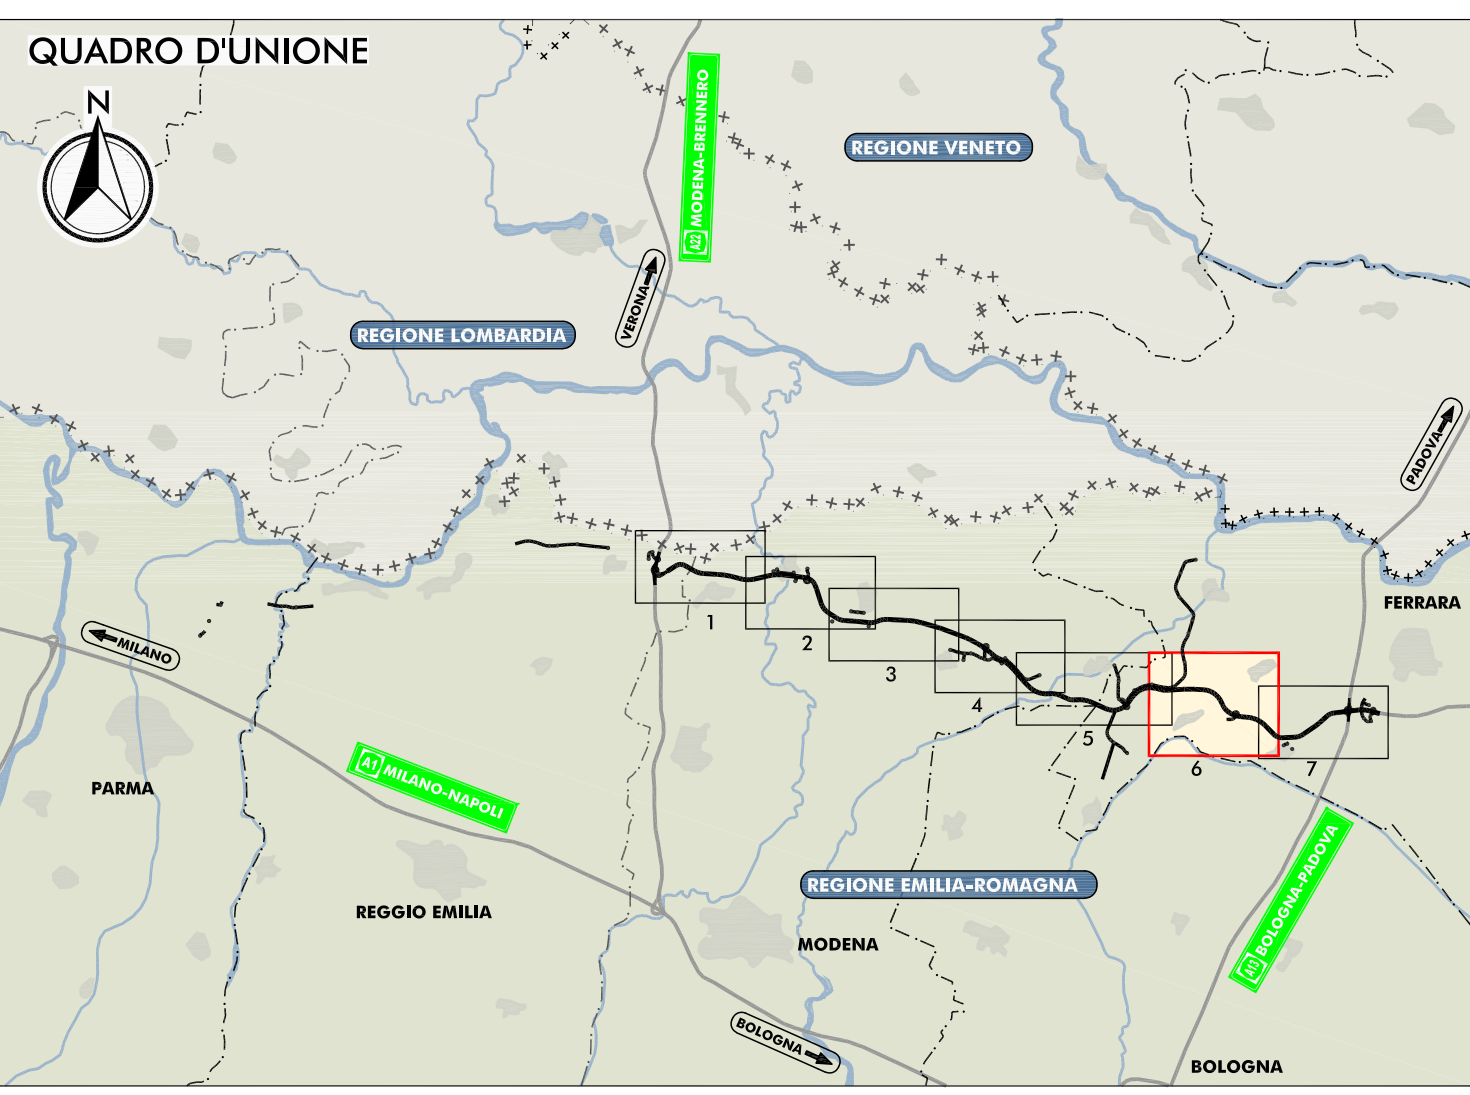 QUADRO D'UNIONE
N
A22 MODENA-BRENNERO
REGIONE VENETO
VERONA
REGIONE LOMBARDIA
PADOVA
FERRARA
MILANO
1
2
3
4
5
6
7
PARMA
A1 MILANO-NAPOLI
REGIONE EMILIA-ROMAGNA
A13 BOLOGNA-PADOVA
REGGIO EMILIA
MODENA
BOLOGNA
BOLOGNA